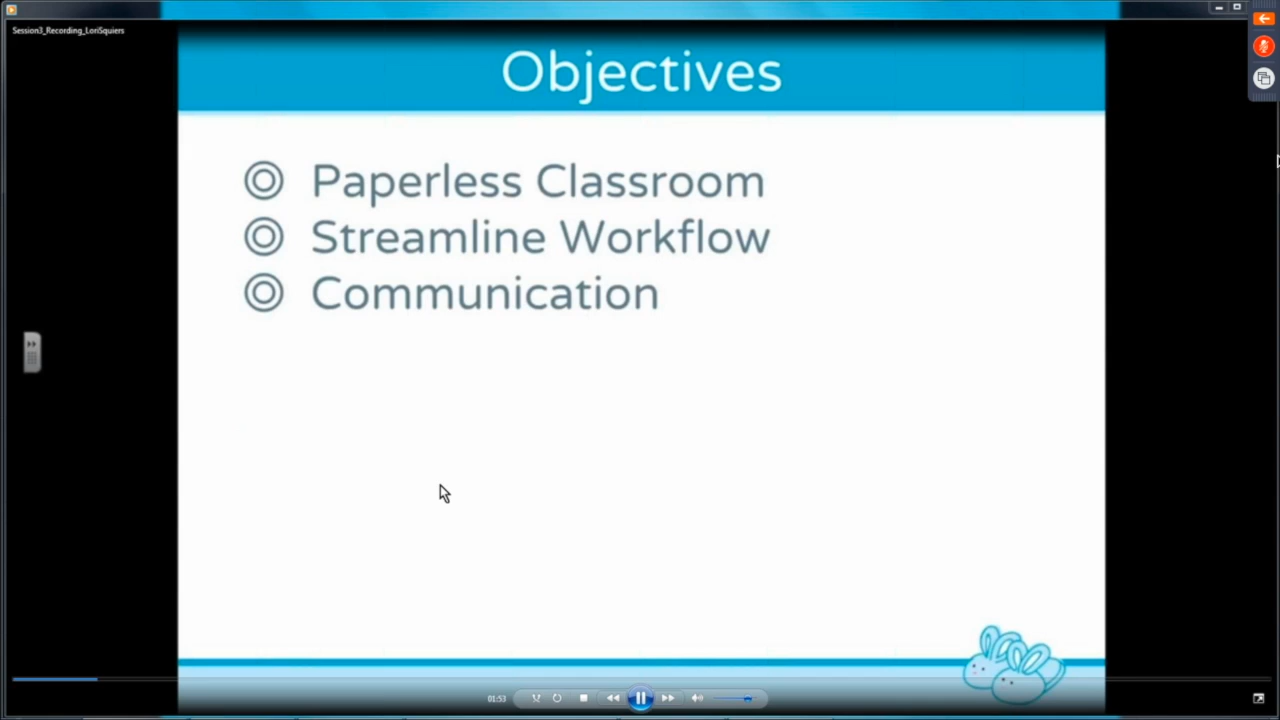 Session3_Recording_LoriSquiers
Objectives
Paperless Classroom
Streamline Workflow
Communication
01:53